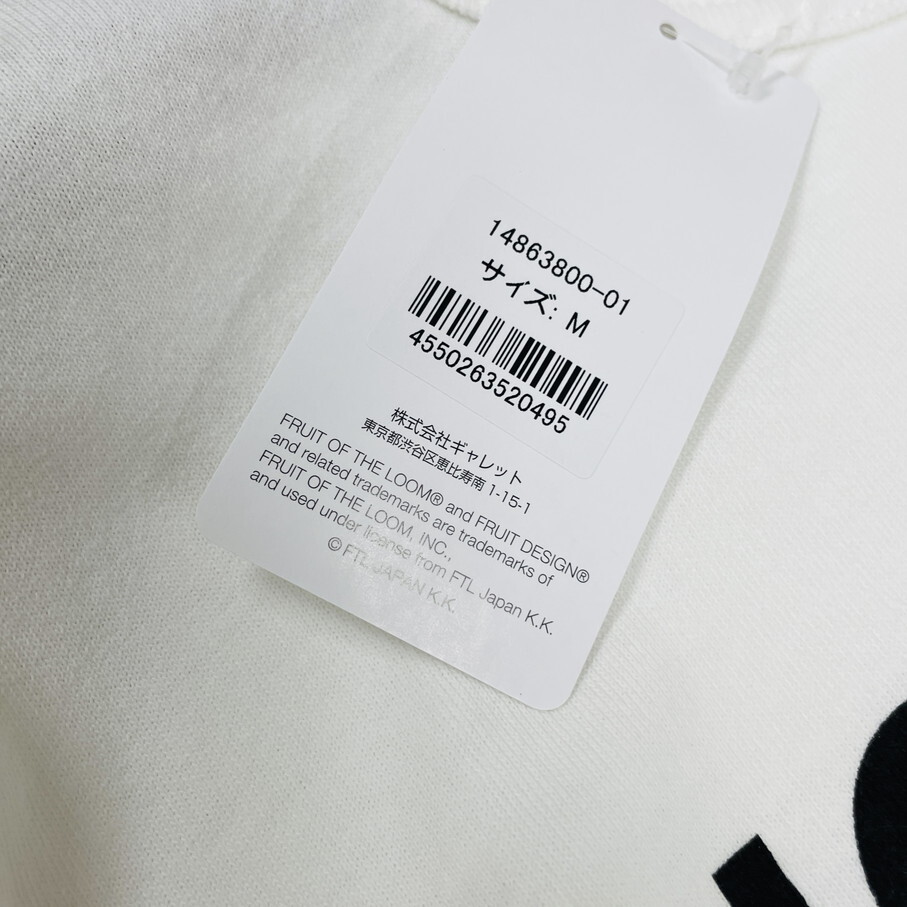 14863800-01
サイズ: M
4550263520495
株式会社ギャレット
東京都渋谷区恵比寿南 1-15-1
FRUIT OF THE LOOM® and FRUIT DESIGN®
and related trademarks are trademarks of
FRUIT OF THE LOOM, INC.,
and used under license from FTL Japan K.K.
©FTL JAPAN K.K.